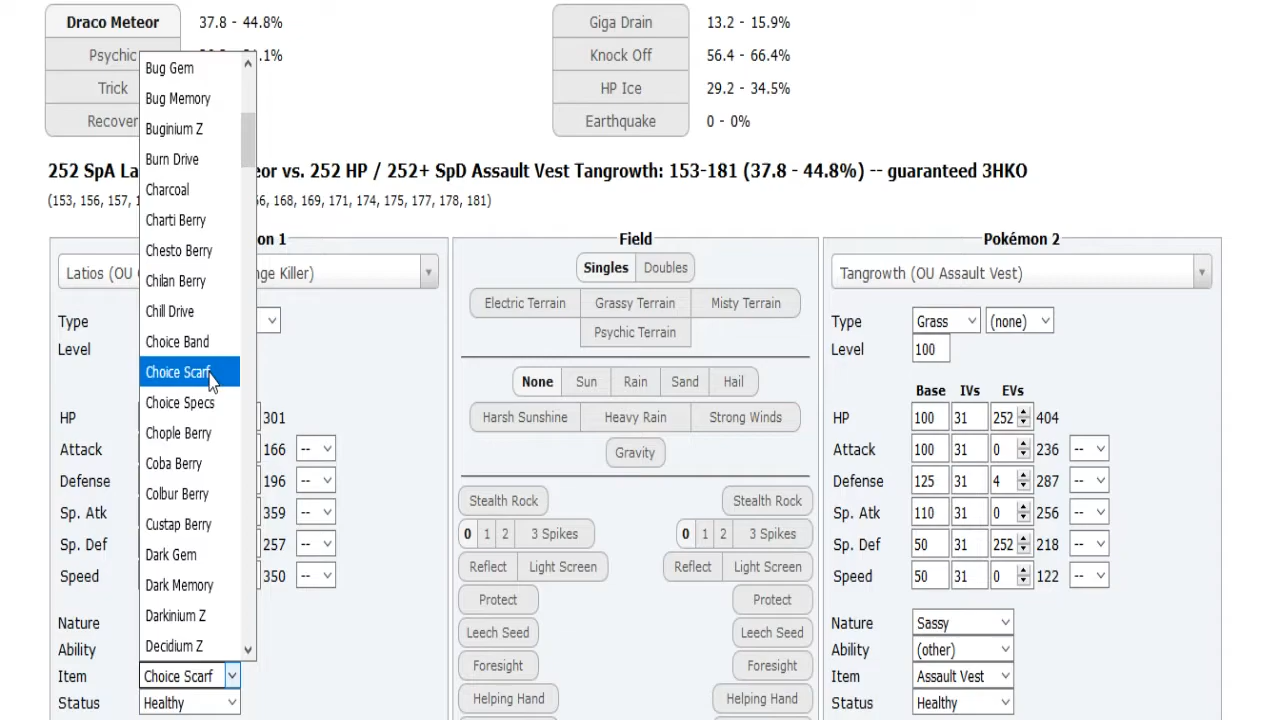 Draco Meteor 37.8 - 44.8%
Psychic .1%
Trick
Recover
Giga Drain 13.2 - 15.9%
Knock Off 56.4 - 66.4%
HP Ice 29.2 - 34.5%
Earthquake 0 - 0%
252 SpA La eor vs. 252 HP / 252+ SpD Assault Vest Tangrowth: 153-181 (37.8 - 44.8%) -- guaranteed 3HKO
(153, 156, 157, 66, 168, 169, 171, 174, 175, 177, 178, 181)
Bug Gem
Bug Memory
Buginium Z
Burn Drive
Charcoal
Charti Berry
Chesto Berry
Chilan Berry
Chill Drive
Choice Band
Choice Scarf
Choice Specs
Chople Berry
Coba Berry
Colbur Berry
Custap Berry
Dark Gem
Dark Memory
Darkinium Z
Decidium Z
on 1
Latios (OU nge Killer)
Type
Level
HP 301
Attack 166 --
Defense 196 --
Sp. Atk 359 --
Sp. Def 257 --
Speed 350 --
Nature
Ability
Item Choice Scarf
Status Healthy
Field
Singles Doubles
Electric Terrain Grassy Terrain Misty Terrain
Psychic Terrain
None Sun Rain Sand Hail
Harsh Sunshine Heavy Rain Strong Winds
Gravity
Stealth Rock Stealth Rock
0 1 2 3 Spikes 0 1 2 3 Spikes
Reflect Light Screen Reflect Light Screen
Protect Protect
Leech Seed Leech Seed
Foresight Foresight
Helping Hand Helping Hand
Pokémon 2
Tangrowth (OU Assault Vest)
Type Grass (none)
Level 100
Base IVs EVs
HP 100 31 252 404
Attack 100 31 0 236 --
Defense 125 31 4 287 --
Sp. Atk 110 31 0 256 --
Sp. Def 50 31 252 218 --
Speed 50 31 0 122 --
Nature Sassy
Ability (other)
Item Assault Vest
Status Healthy